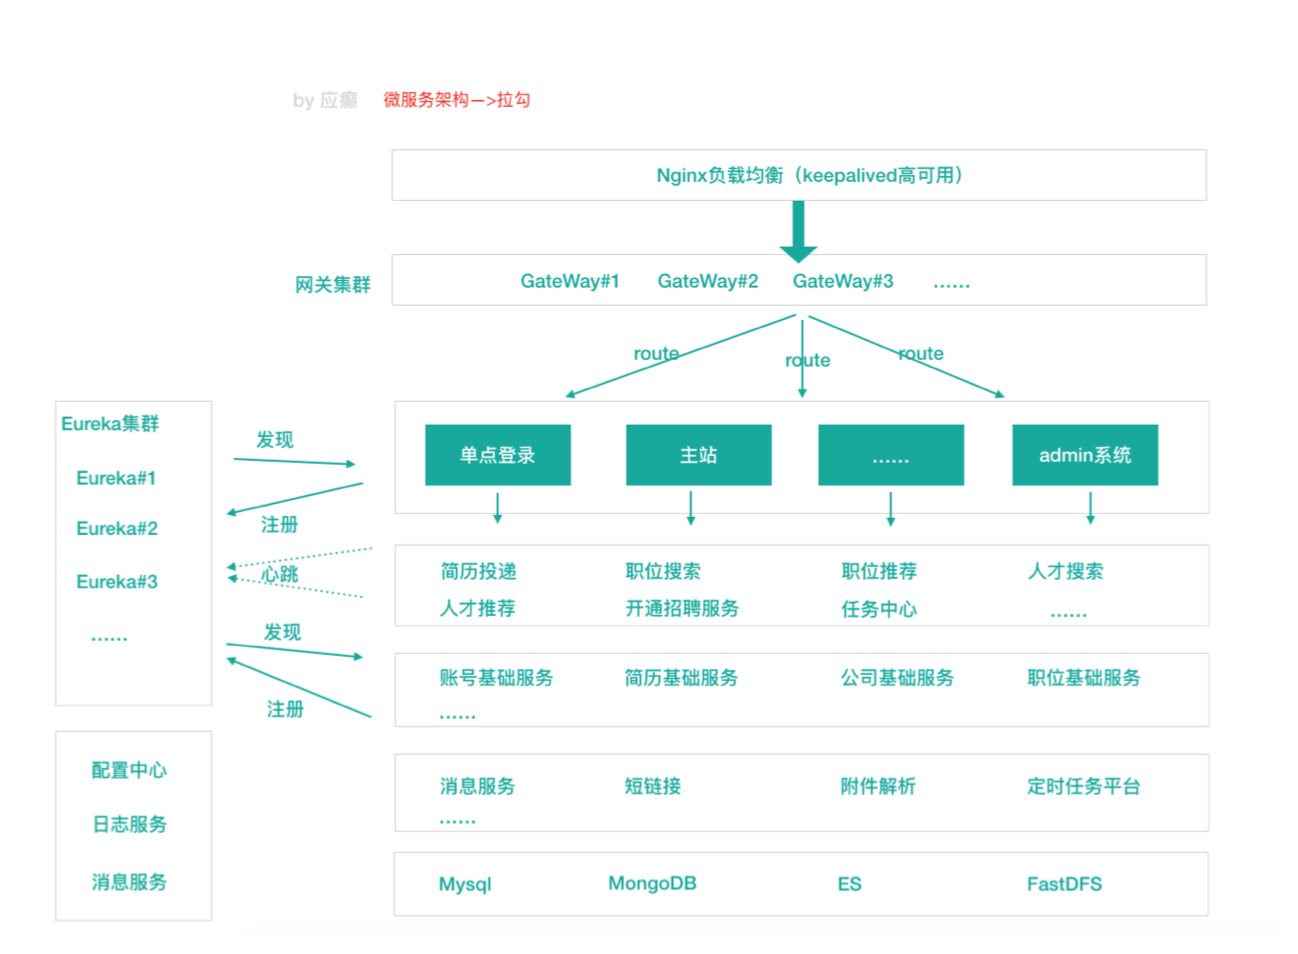 by 应癫 微服务架构—>拉勾
Nginx负载均衡（keepalived高可用）
网关集群 GateWay#1 GateWay#2 GateWay#3 ......
route route route
Eureka集群
Eureka#1
Eureka#2
Eureka#3
......
发现
注册
心跳
发现
注册
单点登录 主站 ...... admin系统
简历投递 职位搜索 职位推荐 人才搜索
人才推荐 开通招聘服务 任务中心 ......
账号基础服务 简历基础服务 公司基础服务 职位基础服务
......
配置中心
日志服务
消息服务
消息服务 短链接 附件解析 定时任务平台
......
Mysql MongoDB ES FastDFS